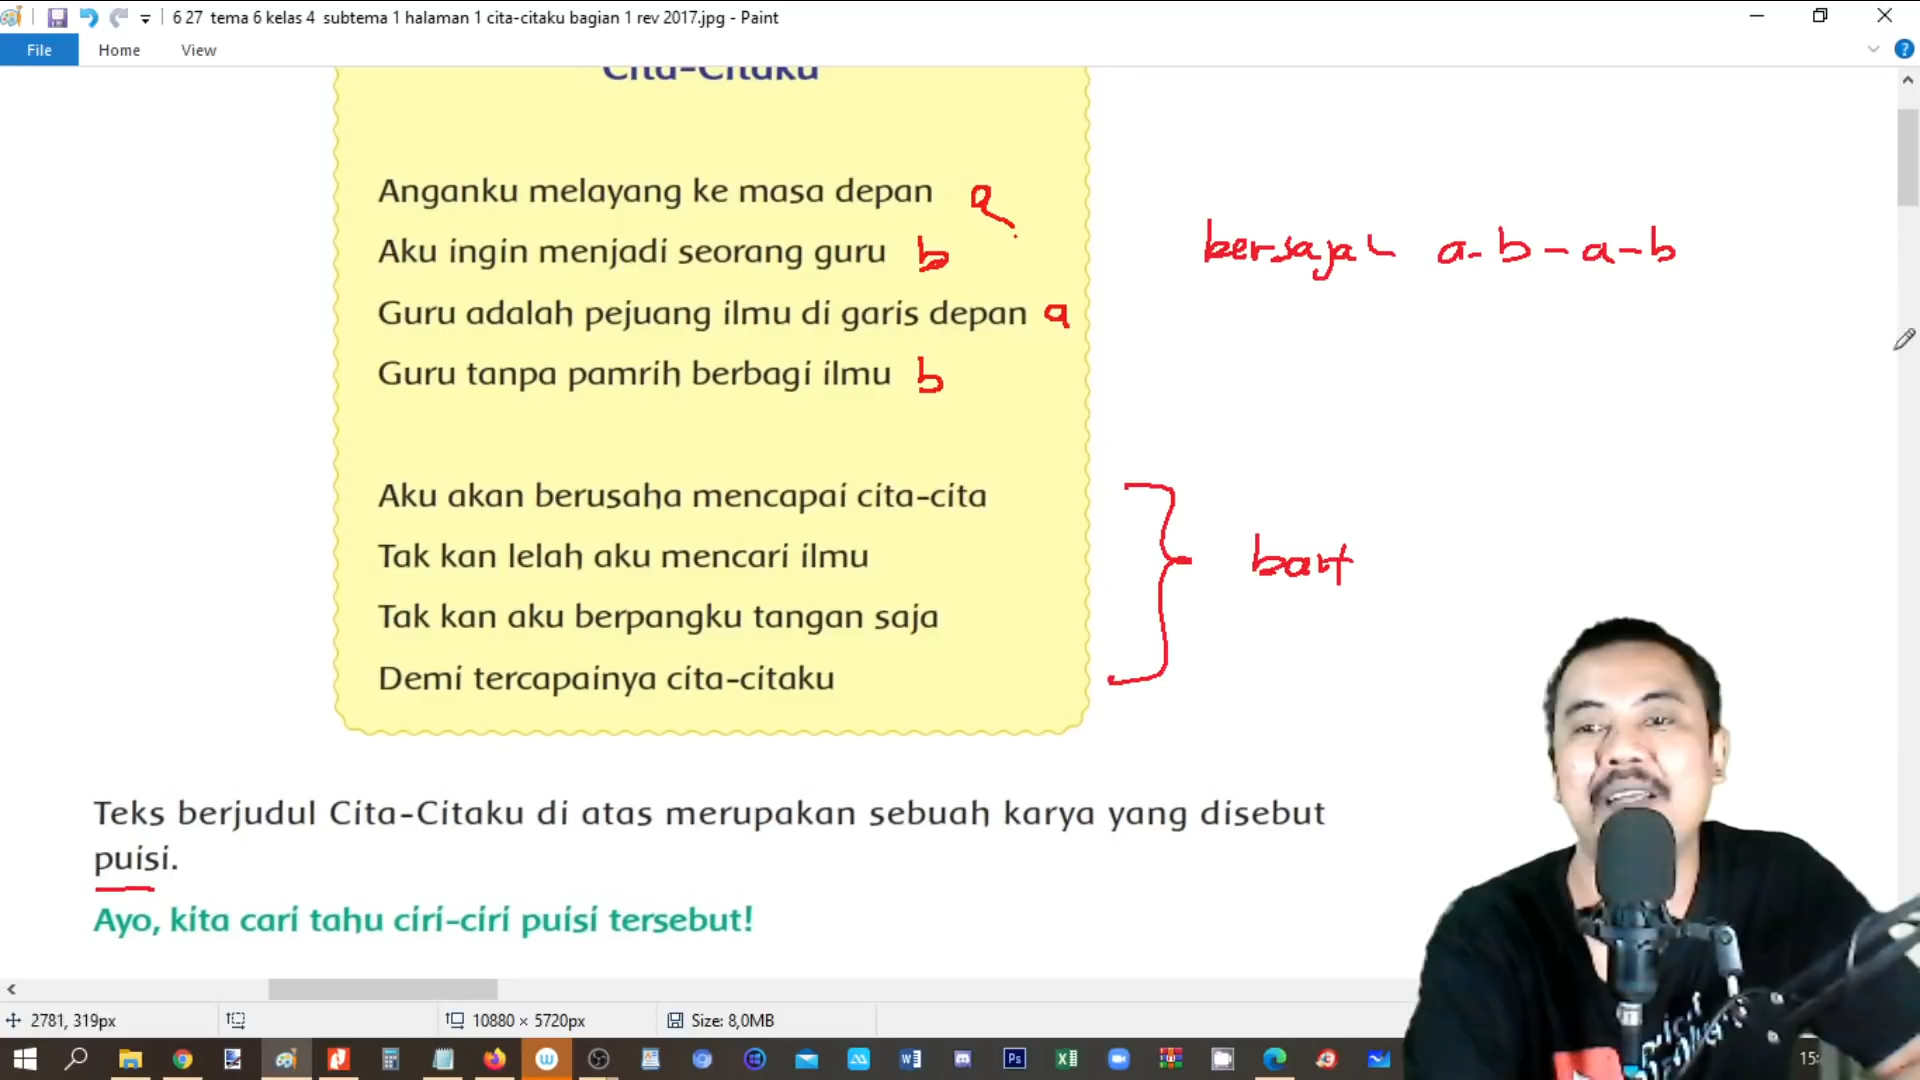 6 27 tema 6 kelas 4 subtema 1 halaman 1 cita-citaku bagian 1 rev 2017.jpg - Paint
File Home View
Cita-Citaku
Anganku melayang ke masa depan a
Aku ingin menjadi seorang guru b
bersajak a-b-a-b
Guru adalah pejuang ilmu di garis depan a
Guru tanpa pamrih berbagi ilmu b
Aku akan berusaha mencapai cita-cita
Tak kan lelah aku mencari ilmu
Tak kan aku berpangku tangan saja
Demi tercapainya cita-citaku
Teks berjudul Cita-Citaku di atas merupakan sebuah karya yang disebut
puisi.
Ayo, kita cari tahu ciri-ciri puisi tersebut!
2781, 319px
10880 × 5720px
Size: 8,0MB